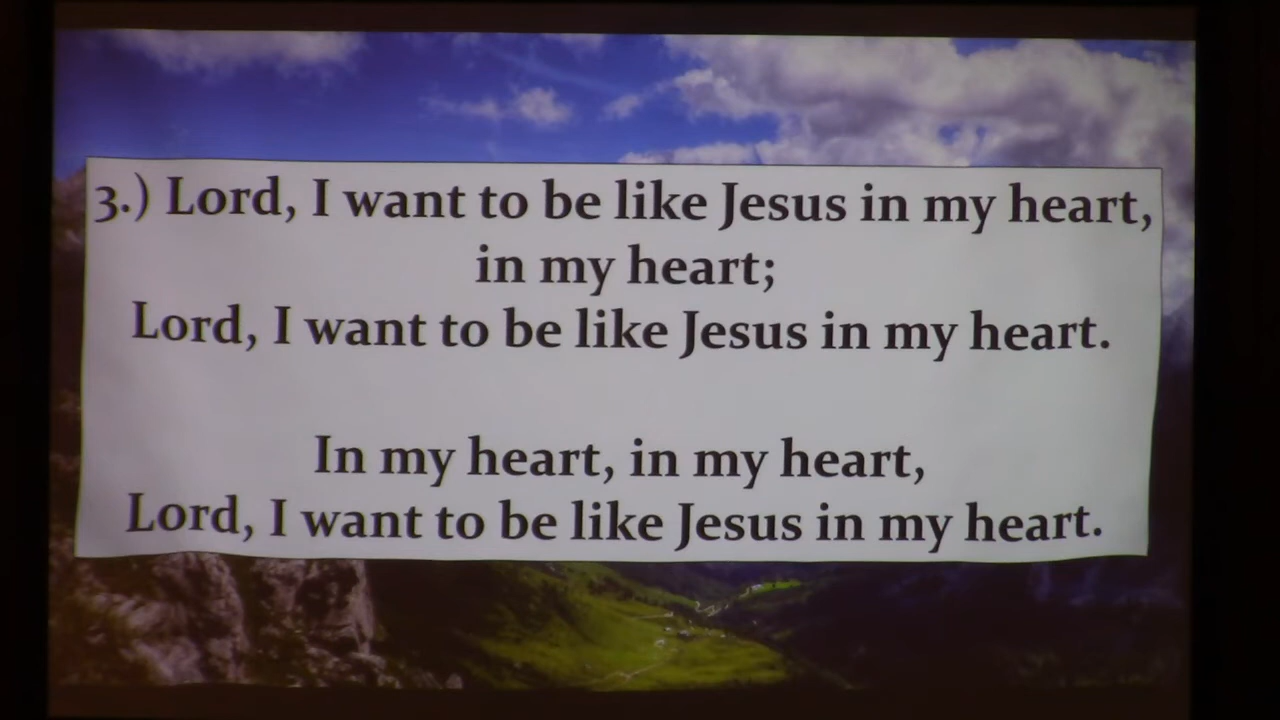 3.) Lord, I want to be like Jesus in my heart,
in my heart;
Lord, I want to be like Jesus in my heart.
In my heart, in my heart,
Lord, I want to be like Jesus in my heart.